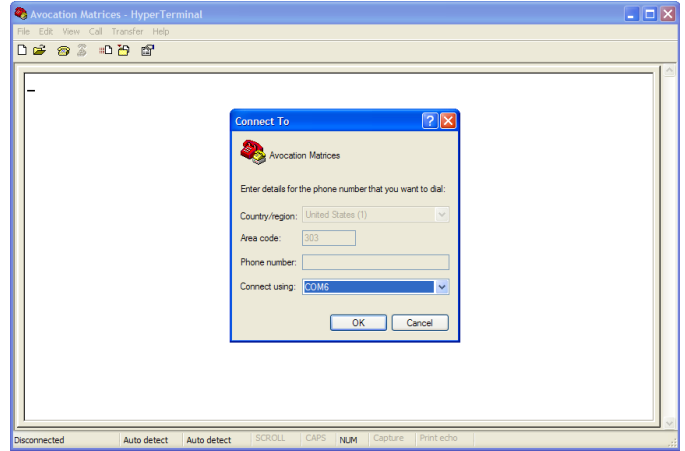 Avocation Matrices - HyperTerminal
File Edit View Call Transfer Help
Connect To
Avocation Matrices
Enter details for the phone number that you want to dial:
Country/region: United States (1)
Area code: 303
Phone number:
Connect using: COM6
OK Cancel
Disconnected Auto detect Auto detect SCROLL CAPS NUM Capture Print echo